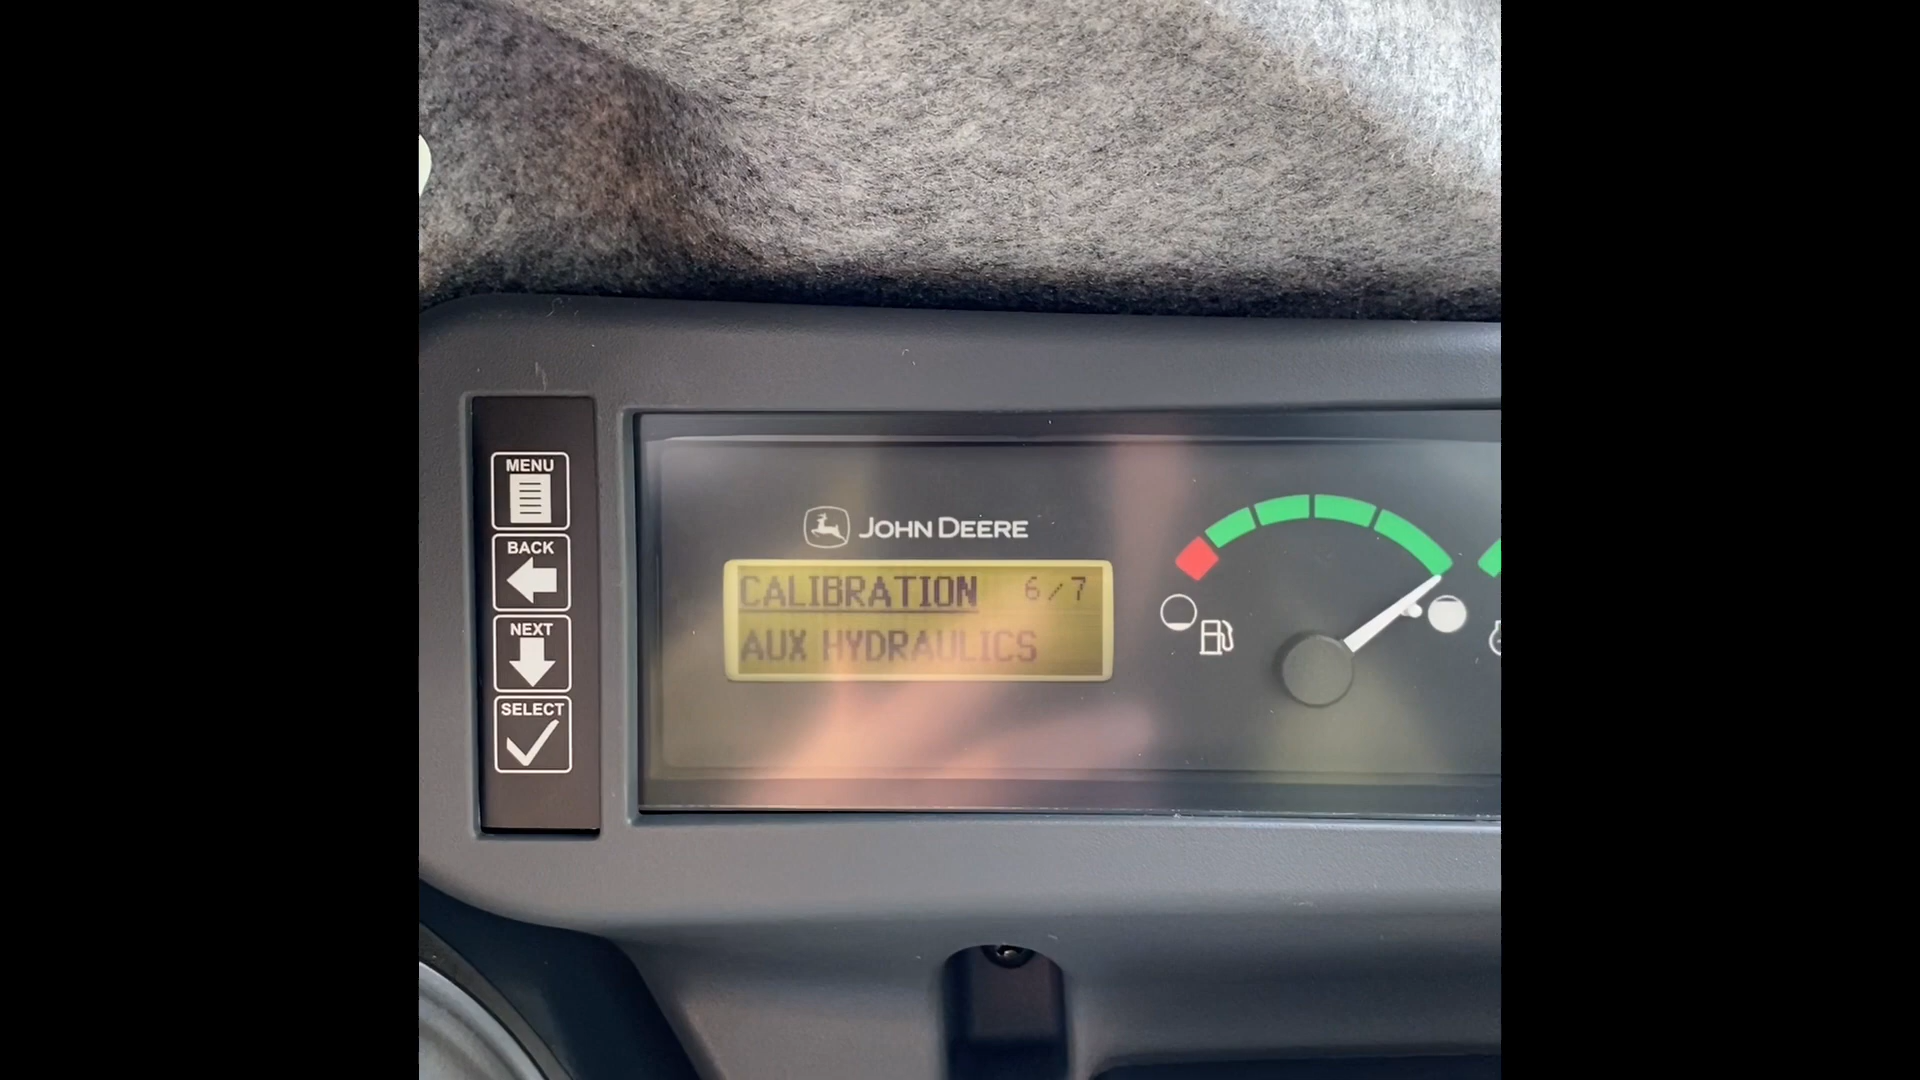 MENU
BACK
NEXT
SELECT
JOHN DEERE
CALIBRATION 6/7
AUX HYDRAULICS